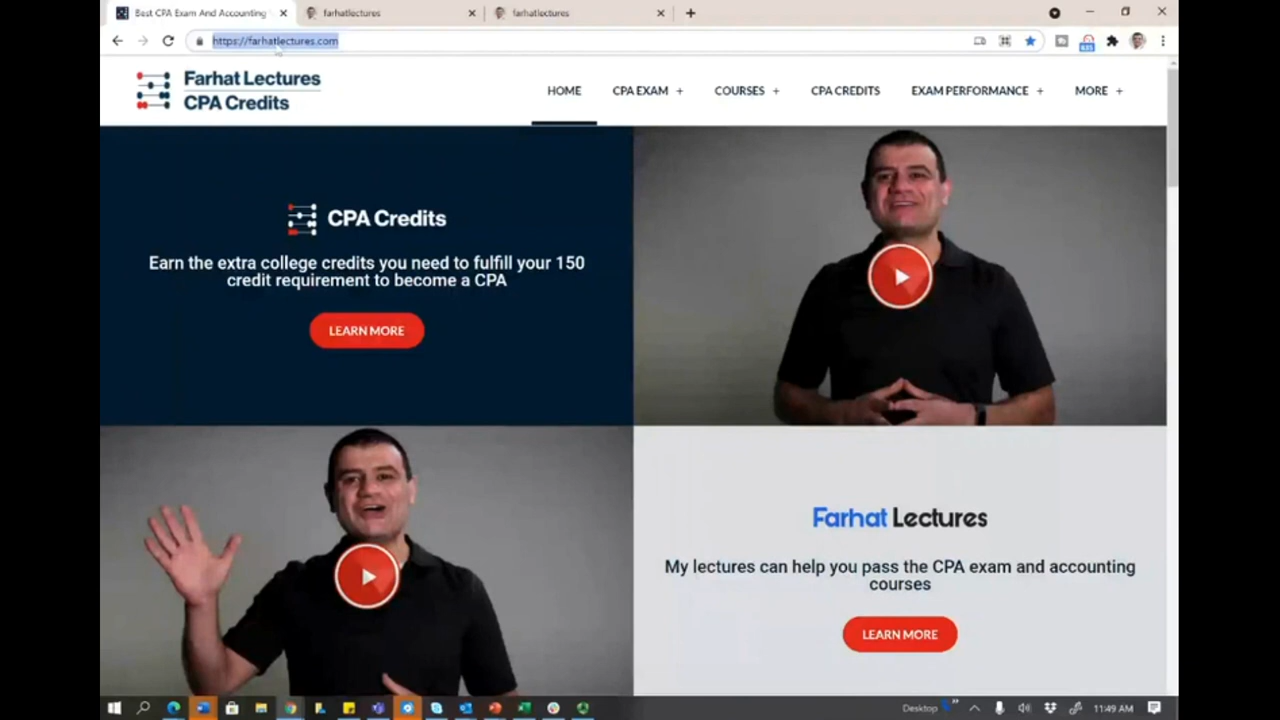 Best CPA Exam And Accounting
farhatlectures
farhatlectures
https://farhatlectures.com
Farhat Lectures
CPA Credits
HOME
CPA EXAM +
COURSES +
CPA CREDITS
EXAM PERFORMANCE +
MORE +
CPA Credits
Earn the extra college credits you need to fulfill your 150
credit requirement to become a CPA
LEARN MORE
Farhat Lectures
My lectures can help you pass the CPA exam and accounting
courses
LEARN MORE
Desktop
11:49 AM